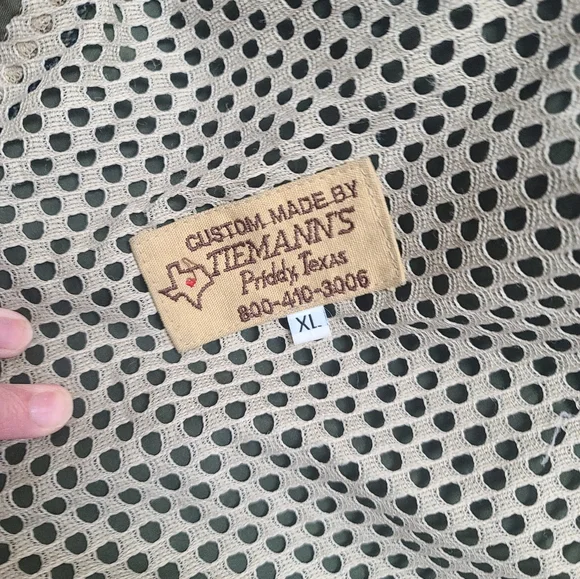 CUSTOM MADE BY
TIEMANN'S
Priddy, Texas
800-410-3006
XL